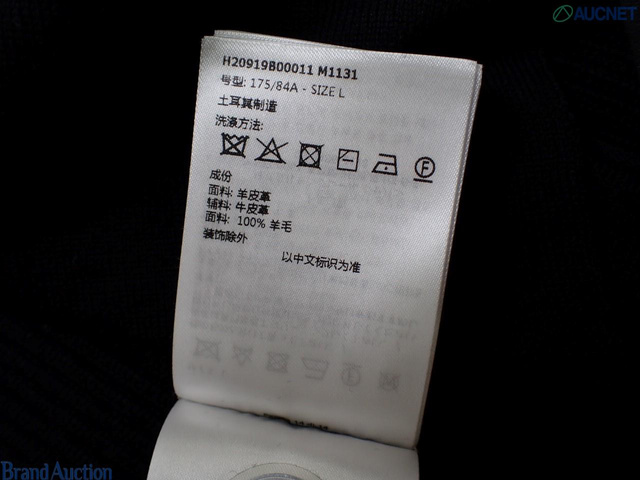 AUCNET
H20919B00011 M1131
号型: 175/84A - SIZE L
土耳其制造
洗涤方法:
F
成份
面料: 羊皮革
辅料: 牛皮革
面料: 100% 羊毛
装饰除外
以中文标识为准
Brand Auction